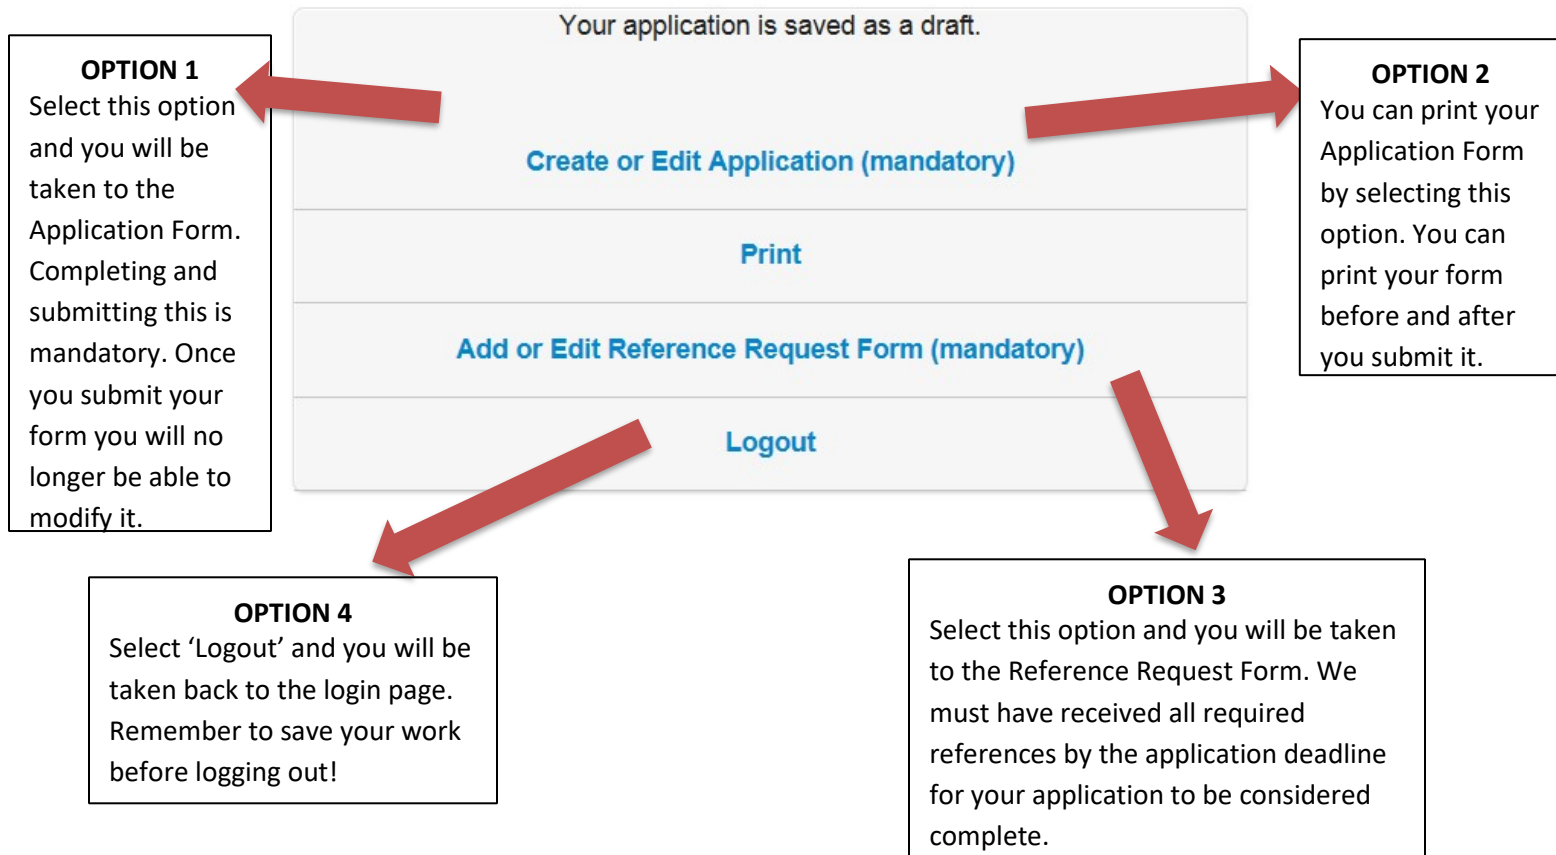 Your application is saved as a draft.
OPTION 1
Select this option
and you will be
taken to the
Application Form.
Completing and
submitting this is
mandatory. Once
you submit your
form you will no
longer be able to
modify it.
Create or Edit Application (mandatory)
Print
Add or Edit Reference Request Form (mandatory)
Logout
OPTION 2
You can print your
Application Form
by selecting this
option. You can
print your form
before and after
you submit it.
OPTION 4
Select ‘Logout’ and you will be
taken back to the login page.
Remember to save your work
before logging out!
OPTION 3
Select this option and you will be taken
to the Reference Request Form. We
must have received all required
references by the application deadline
for your application to be considered
complete.